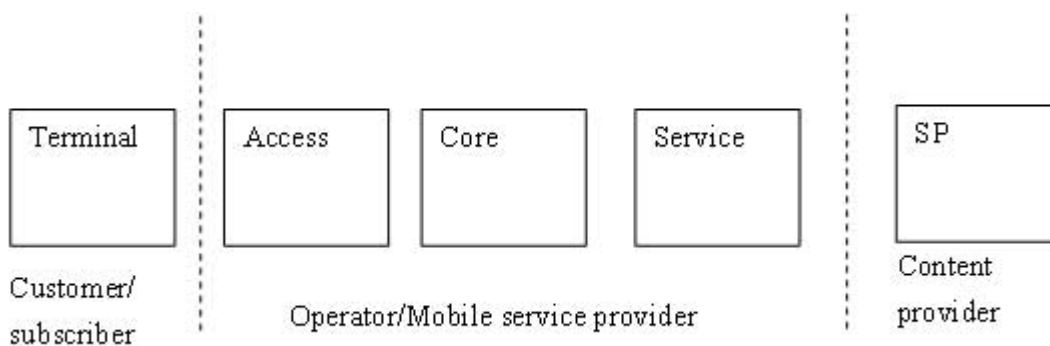 Terminal
Access
Core
Service
SP
Customer/
subscriber
Operator/Mobile service provider
Content
provider